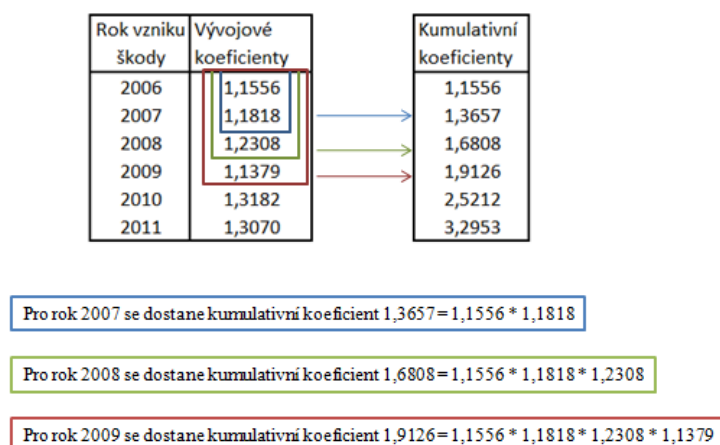 Rok vzniku Vývojové Kumulativní
škody koeficienty koeficienty
2006 1,1556 1,1556
2007 1,1818 1,3657
2008 1,2308 1,6808
2009 1,1379 1,9126
2010 1,3182 2,5212
2011 1,3070 3,2953
Pro rok 2007 se dostane kumulativní koeficient 1,3657=1,1556 * 1,1818
Pro rok 2008 se dostane kumulativní koeficient 1,6808=1,1556 * 1,1818 * 1,2308
Pro rok 2009 se dostane kumulativní koeficient 1,9126=1,1556 * 1,1818 * 1,2308 * 1,1379